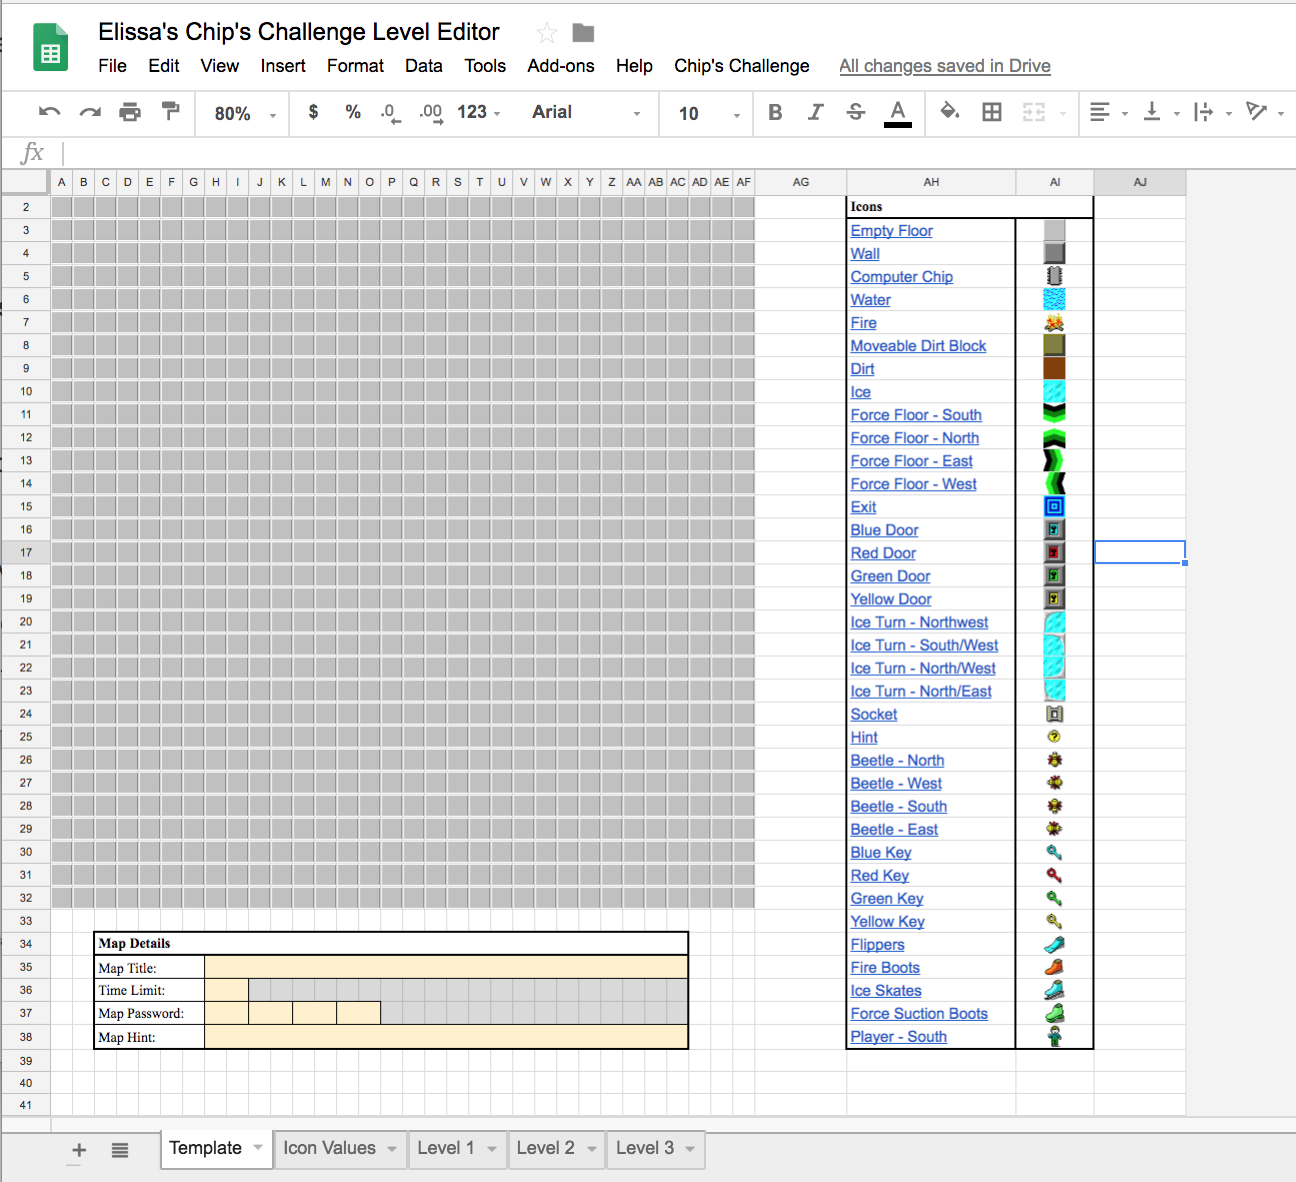 Elissa's Chip's Challenge Level Editor
File Edit View Insert Format Data Tools Add-ons Help Chip's Challenge All changes saved in Drive
80% $ % .0 .00 123 Arial 10 B I S A
fx
A B C D E F G H I J K L M N O P Q R S T U V W X Y Z AA AB AC AD AE AF AG AH AI AJ
2 Icons
3 Empty Floor
4 Wall
5 Computer Chip
6 Water
7 Fire
8 Moveable Dirt Block
9 Dirt
10 Ice
11 Force Floor - South
12 Force Floor - North
13 Force Floor - East
14 Force Floor - West
15 Exit
16 Blue Door
17 Red Door
18 Green Door
19 Yellow Door
20 Ice Turn - Northwest
21 Ice Turn - South/West
22 Ice Turn - North/West
23 Ice Turn - North/East
24 Socket
25 Hint ?
26 Beetle - North
27 Beetle - West
28 Beetle - South
29 Beetle - East
30 Blue Key
31 Red Key
32 Green Key
33 Yellow Key
34 Map Details Flippers
35 Map Title: Fire Boots
36 Time Limit: Ice Skates
37 Map Password: Force Suction Boots
38 Map Hint: Player - South
39
40
41
+ Template Icon Values Level 1 Level 2 Level 3